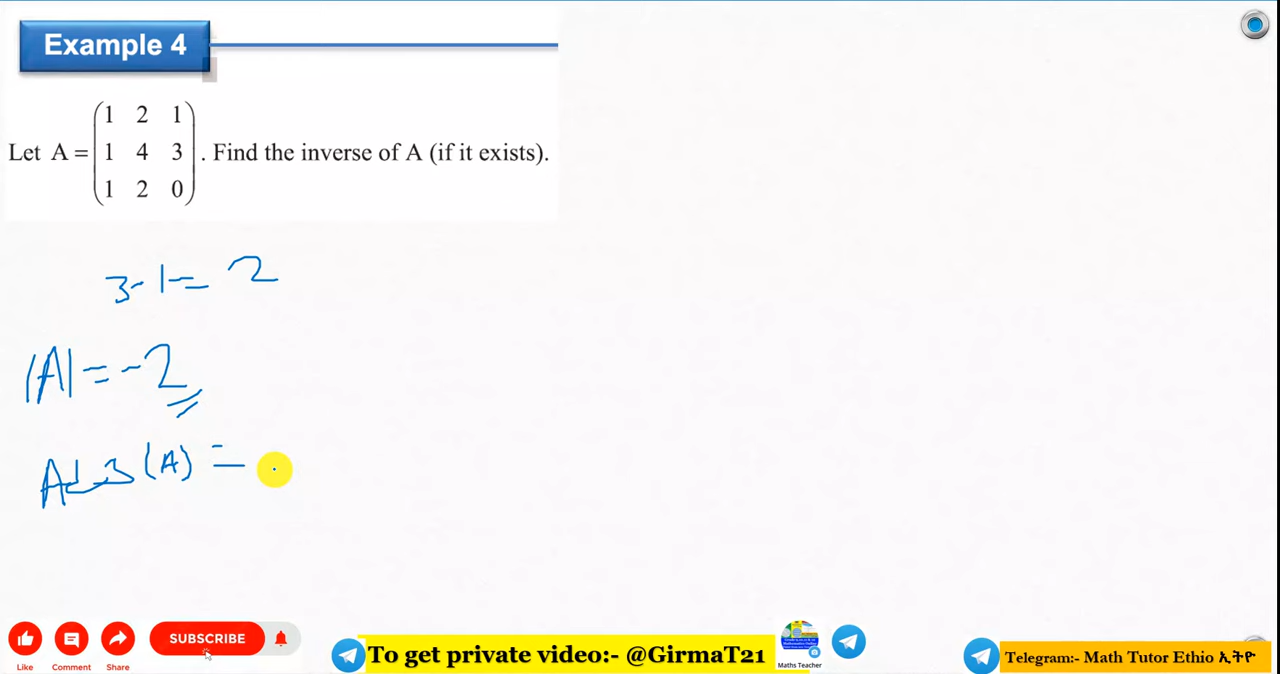 Example 4
1 2 1
Let A = 1 4 3 . Find the inverse of A (if it exists).
1 2 0
3-1= 2
|A| = -2
Adj (A) =
SUBSCRIBE
Like Comment Share
To get private video:- @GirmaT21
Maths Teacher
Telegram:- Math Tutor Ethio ኢትዮ